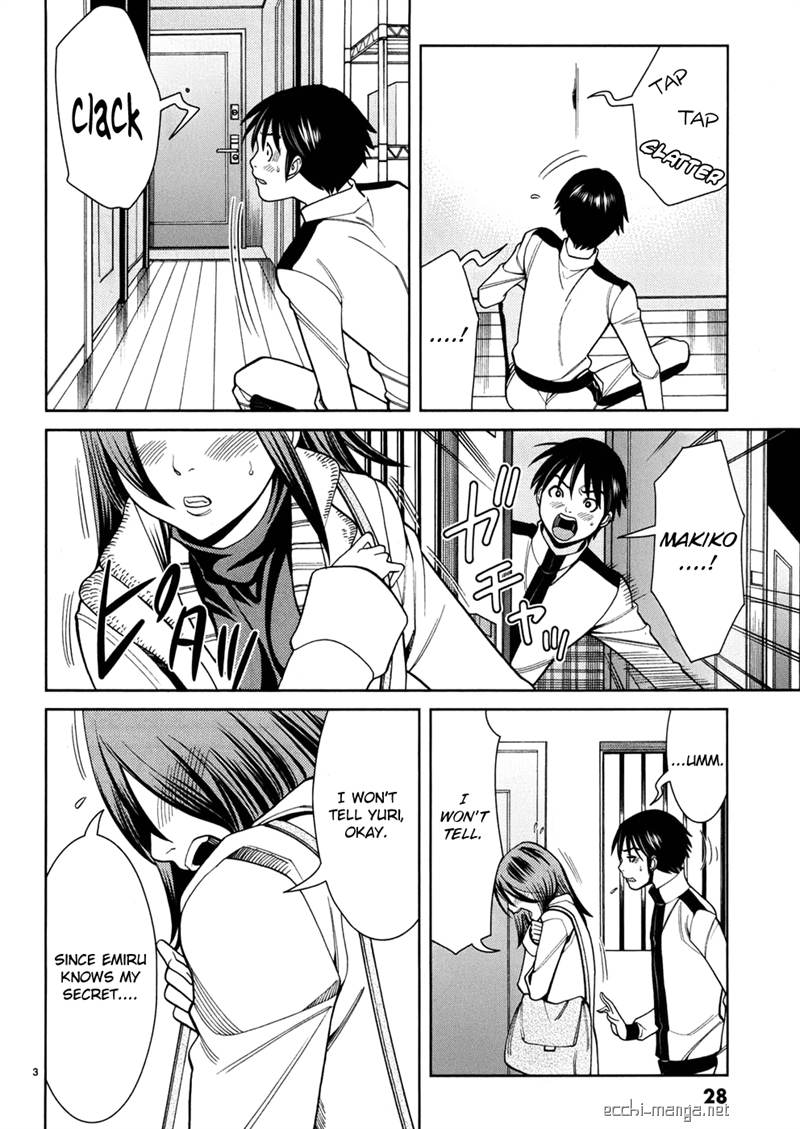 TAP
TAP
CLATTER
....!
clack
MAKIKO
....!
ガチャッ
ピタッ
...UMM.
I
WON'T
TELL.
I WON'T
TELL YURI,
OKAY.
SINCE EMIRU
KNOWS MY
SECRET....
3
28
ecchi-manga.net